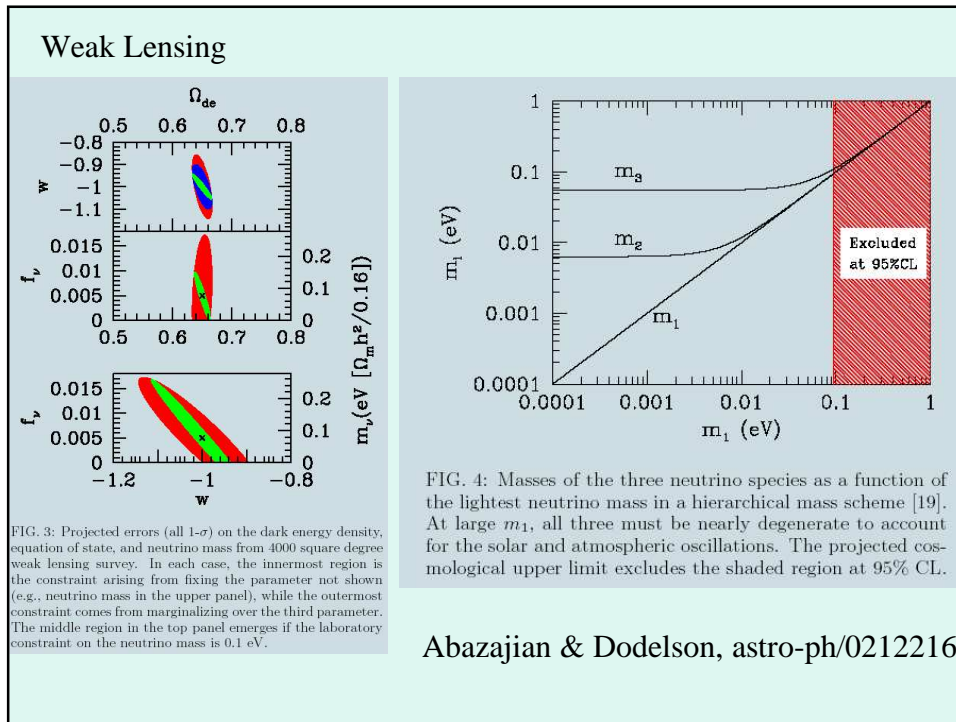 Weak Lensing
Ω_de
0.5 0.6 0.7 0.8
w
−0.8
−0.9
−1
−1.1
f_ν
0.015
0.01
0.005
0
0.2
0.1
0
0.5 0.6 0.7 0.8
f_ν
0.015
0.01
0.005
0
0.2
0.1
0
−1.2 −1 −0.8
w
m_ν(eV [Ω_mh²/0.16])
FIG. 3: Projected errors (all 1-σ) on the dark energy density,
equation of state, and neutrino mass from 4000 square degree
weak lensing survey. In each case, the innermost region is
the constraint arising from fixing the parameter not shown
(e.g., neutrino mass in the upper panel), while the outermost
constraint comes from marginalizing over the third parameter.
The middle region in the top panel emerges if the laboratory
constraint on the neutrino mass is 0.1 eV.
1
0.1
0.01
0.001
0.0001
m_i (eV)
m_3
m_2
m_1
Excluded
at 95%CL
0.0001 0.001 0.01 0.1 1
m_1 (eV)
FIG. 4: Masses of the three neutrino species as a function of
the lightest neutrino mass in a hierarchical mass scheme [19].
At large m_1, all three must be nearly degenerate to account
for the solar and atmospheric oscillations. The projected cos-
mological upper limit excludes the shaded region at 95% CL.
Abazajian & Dodelson, astro-ph/0212216